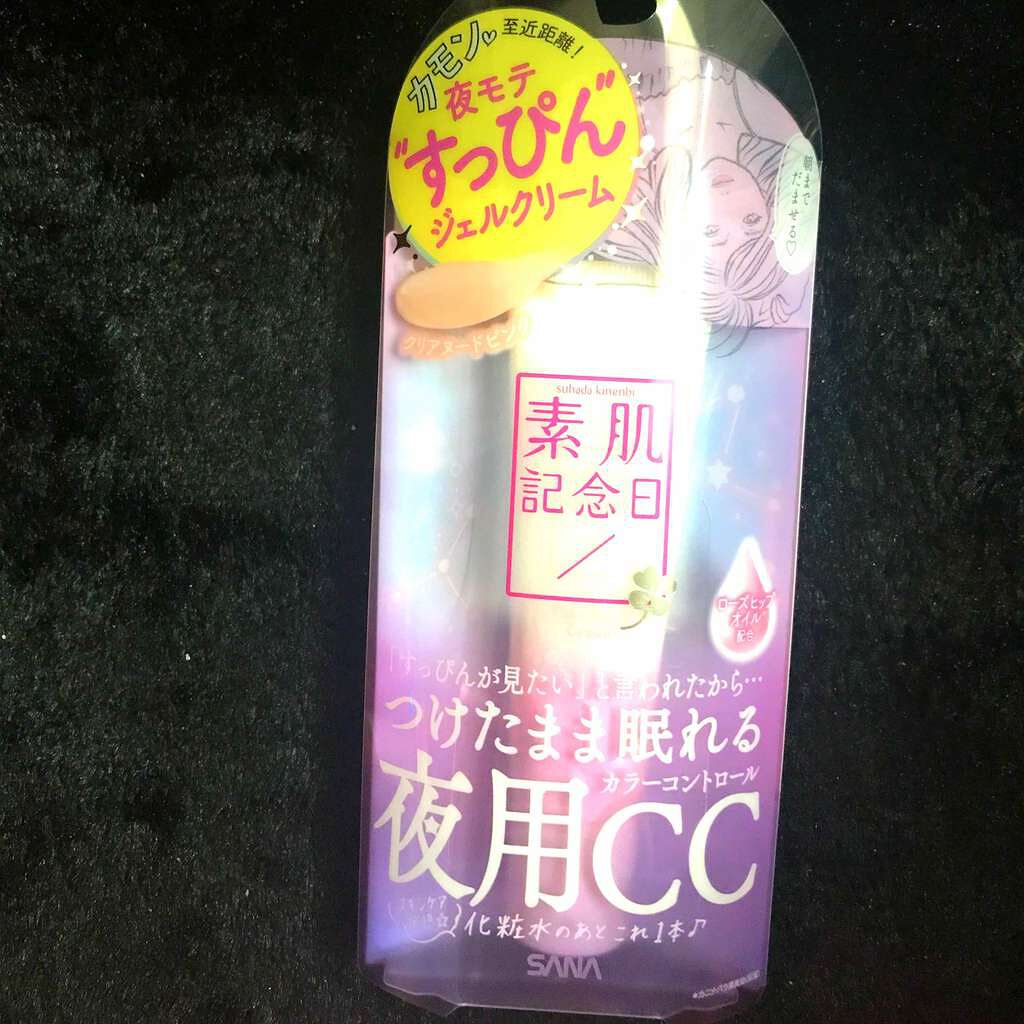 カモン♡ 至近距離！
夜モテ
"すっぴん"
ジェルクリーム
朝まで
だませる♡
クリアヌードピンク
suhada kinenbi
素肌
記念日
ローズヒップ
オイル
配合
「すっぴんが見たい」と言われたから…
つけたまま眠れる
カラーコントロール
夜用CC
スキンケア
化粧水のあとこれ1本♪
SANA